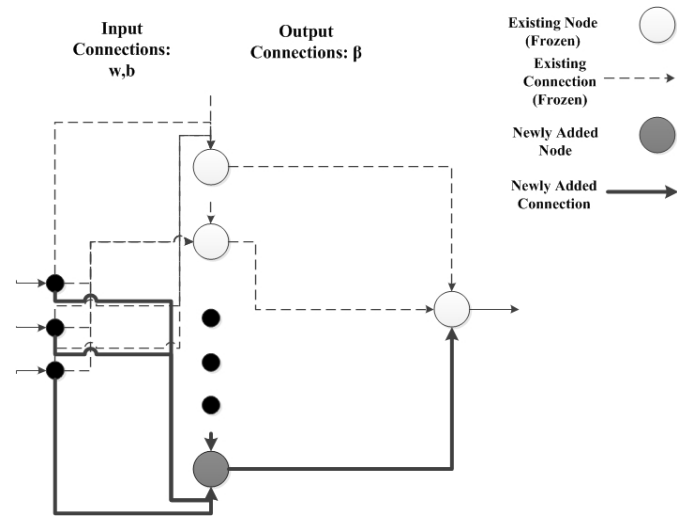 Input
Connections:
w,b
Output
Connections: β
Existing Node
(Frozen)
Existing
Connection
(Frozen)
Newly Added
Node
Newly Added
Connection